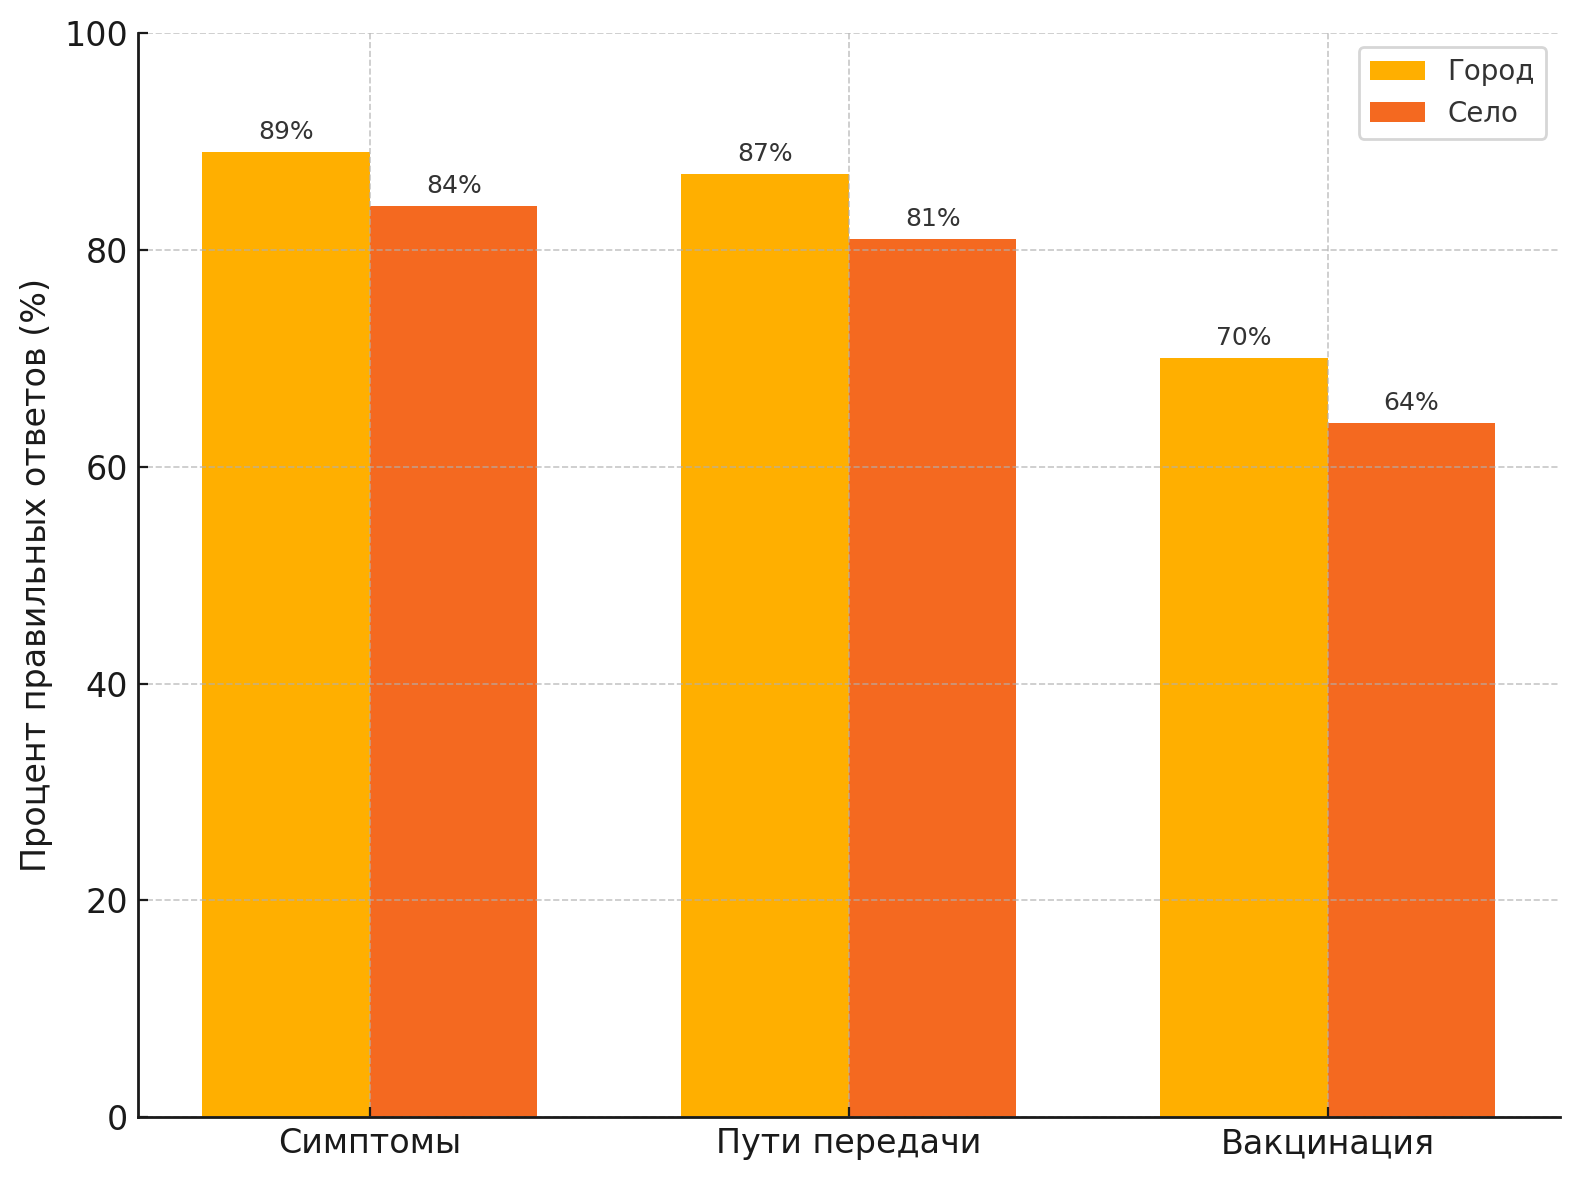 Процент правильных ответов (%)
100
80
60
40
20
0
Город
Село
89%
84%
87%
81%
70%
64%
Симптомы
Пути передачи
Вакцинация